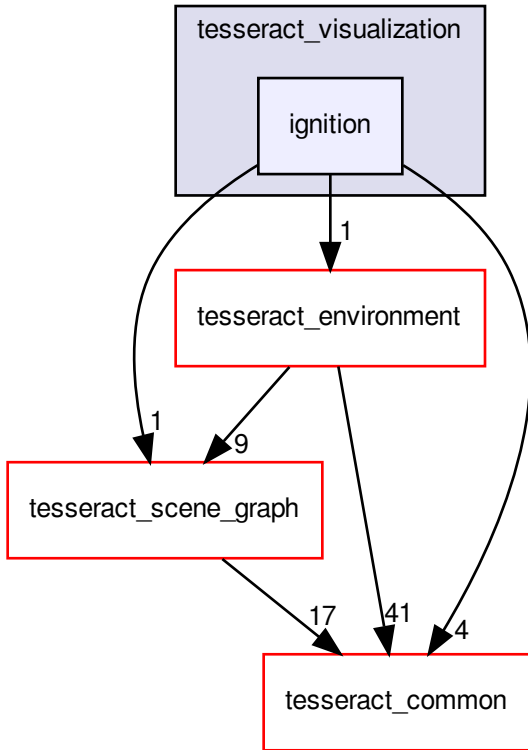 tesseract_visualization
ignition
1
tesseract_environment
1
9
tesseract_scene_graph
17
41
4
tesseract_common